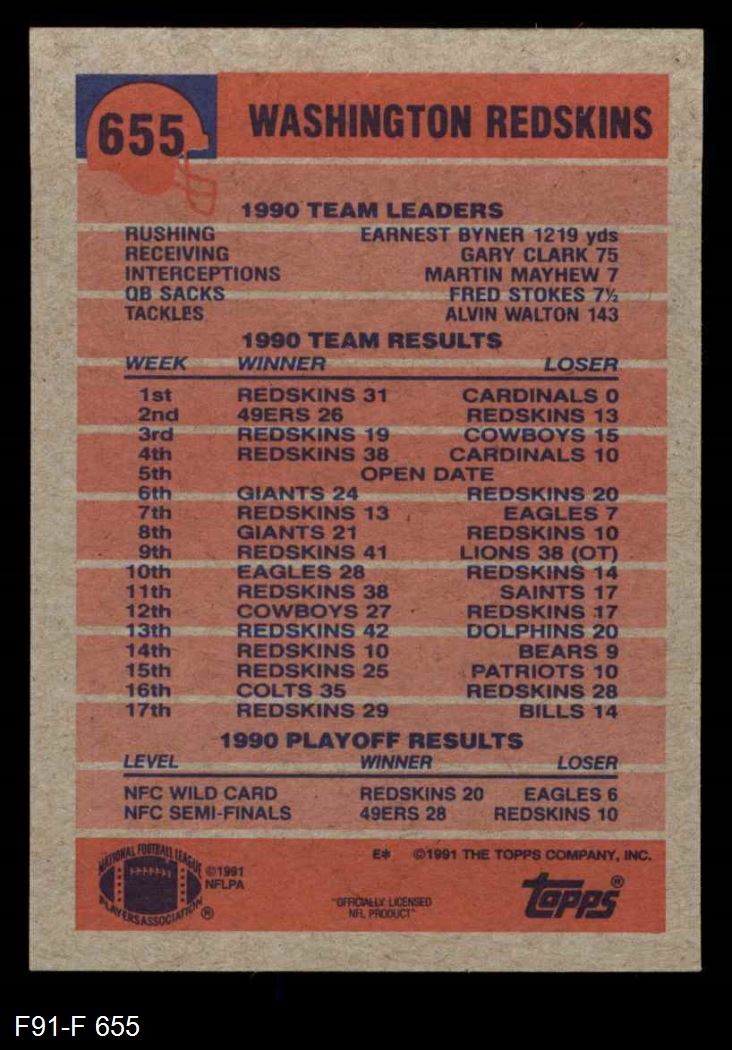 655 WASHINGTON REDSKINS
1990 TEAM LEADERS
RUSHING EARNEST BYNER 1219 yds
RECEIVING GARY CLARK 75
INTERCEPTIONS MARTIN MAYHEW 7
QB SACKS FRED STOKES 7½
TACKLES ALVIN WALTON 143
1990 TEAM RESULTS
WEEK WINNER LOSER
1st REDSKINS 31 CARDINALS 0
2nd 49ERS 26 REDSKINS 13
3rd REDSKINS 19 COWBOYS 15
4th REDSKINS 38 CARDINALS 10
5th OPEN DATE
6th GIANTS 24 REDSKINS 20
7th REDSKINS 13 EAGLES 7
8th GIANTS 21 REDSKINS 10
9th REDSKINS 41 LIONS 38 (OT)
10th EAGLES 28 REDSKINS 14
11th REDSKINS 38 SAINTS 17
12th COWBOYS 27 REDSKINS 17
13th REDSKINS 42 DOLPHINS 20
14th REDSKINS 10 BEARS 9
15th REDSKINS 25 PATRIOTS 10
16th COLTS 35 REDSKINS 28
17th REDSKINS 29 BILLS 14
1990 PLAYOFF RESULTS
LEVEL WINNER LOSER
NFC WILD CARD REDSKINS 20 EAGLES 6
NFC SEMI-FINALS 49ERS 28 REDSKINS 10
E* ©1991 THE TOPPS COMPANY, INC.
NATIONAL FOOTBALL LEAGUE
PLAYERS ASSOCIATION ®
©1991
NFLPA
"OFFICIALLY LICENSED
NFL PRODUCT"
topps®
F91-F 655